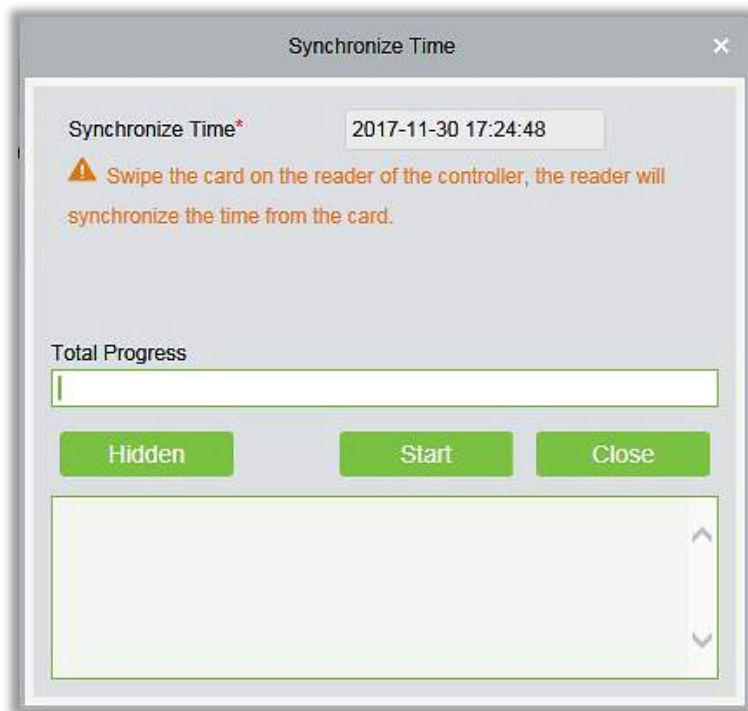 Synchronize Time
Synchronize Time* 2017-11-30 17:24:48
Swipe the card on the reader of the controller, the reader will
synchronize the time from the card.
Total Progress
Hidden Start Close